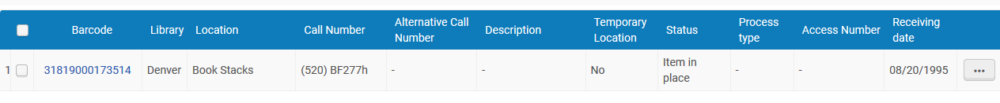 Barcode Library Location Call Number Alternative Call Number Description Temporary Location Status Process type Access Number Receiving date
1 31819000173514 Denver Book Stacks (520) BF277h - - No Item in place - - 08/20/1995 ...